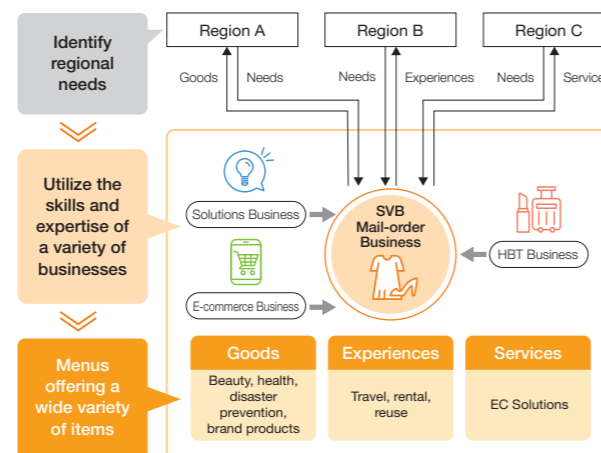 Identify
regional
needs
Region A
Region B
Region C
Goods
Needs
Needs
Experiences
Needs
Service
Utilize the
skills and
expertise of
a variety of
businesses
Solutions Business
E-commerce Business
SVB
Mail-order
Business
HBT Business
Menus
offering a
wide variety
of items
Goods
Beauty, health,
disaster
prevention,
brand products
Experiences
Travel, rental,
reuse
Services
EC Solutions